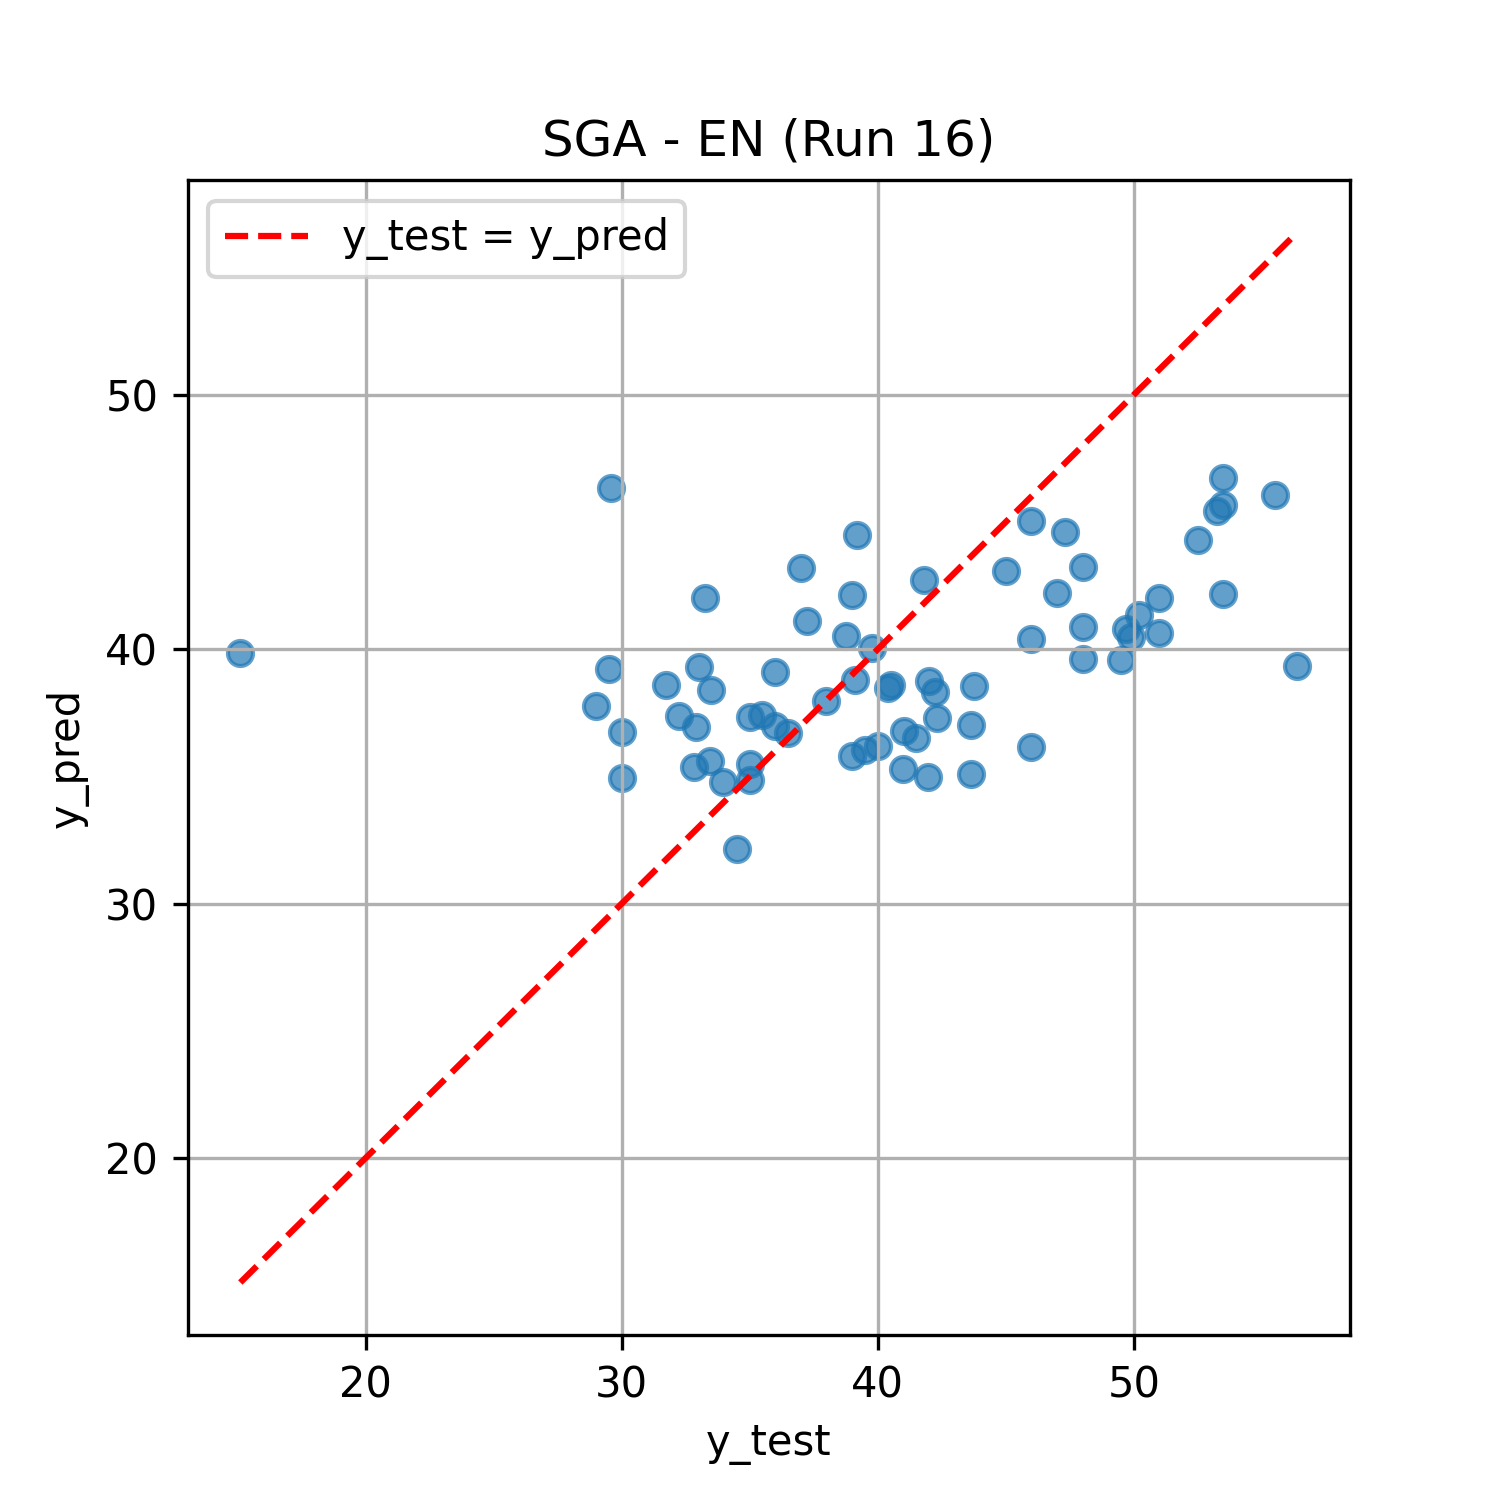 SGA - EN (Run 16)
y_test = y_pred
50
40
30
20
y_pred
20 30 40 50
y_test